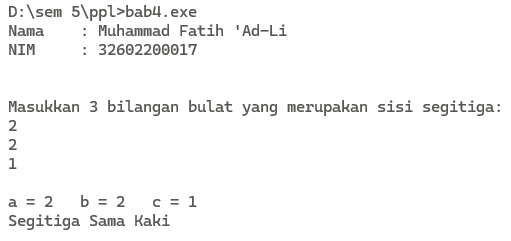 D:\sem 5\ppl>bab4.exe
Nama    : Muhammad Fatih 'Ad-Li
NIM     : 32602200017
Masukkan 3 bilangan bulat yang merupakan sisi segitiga:
2
2
1
a = 2   b = 2   c = 1
Segitiga Sama Kaki